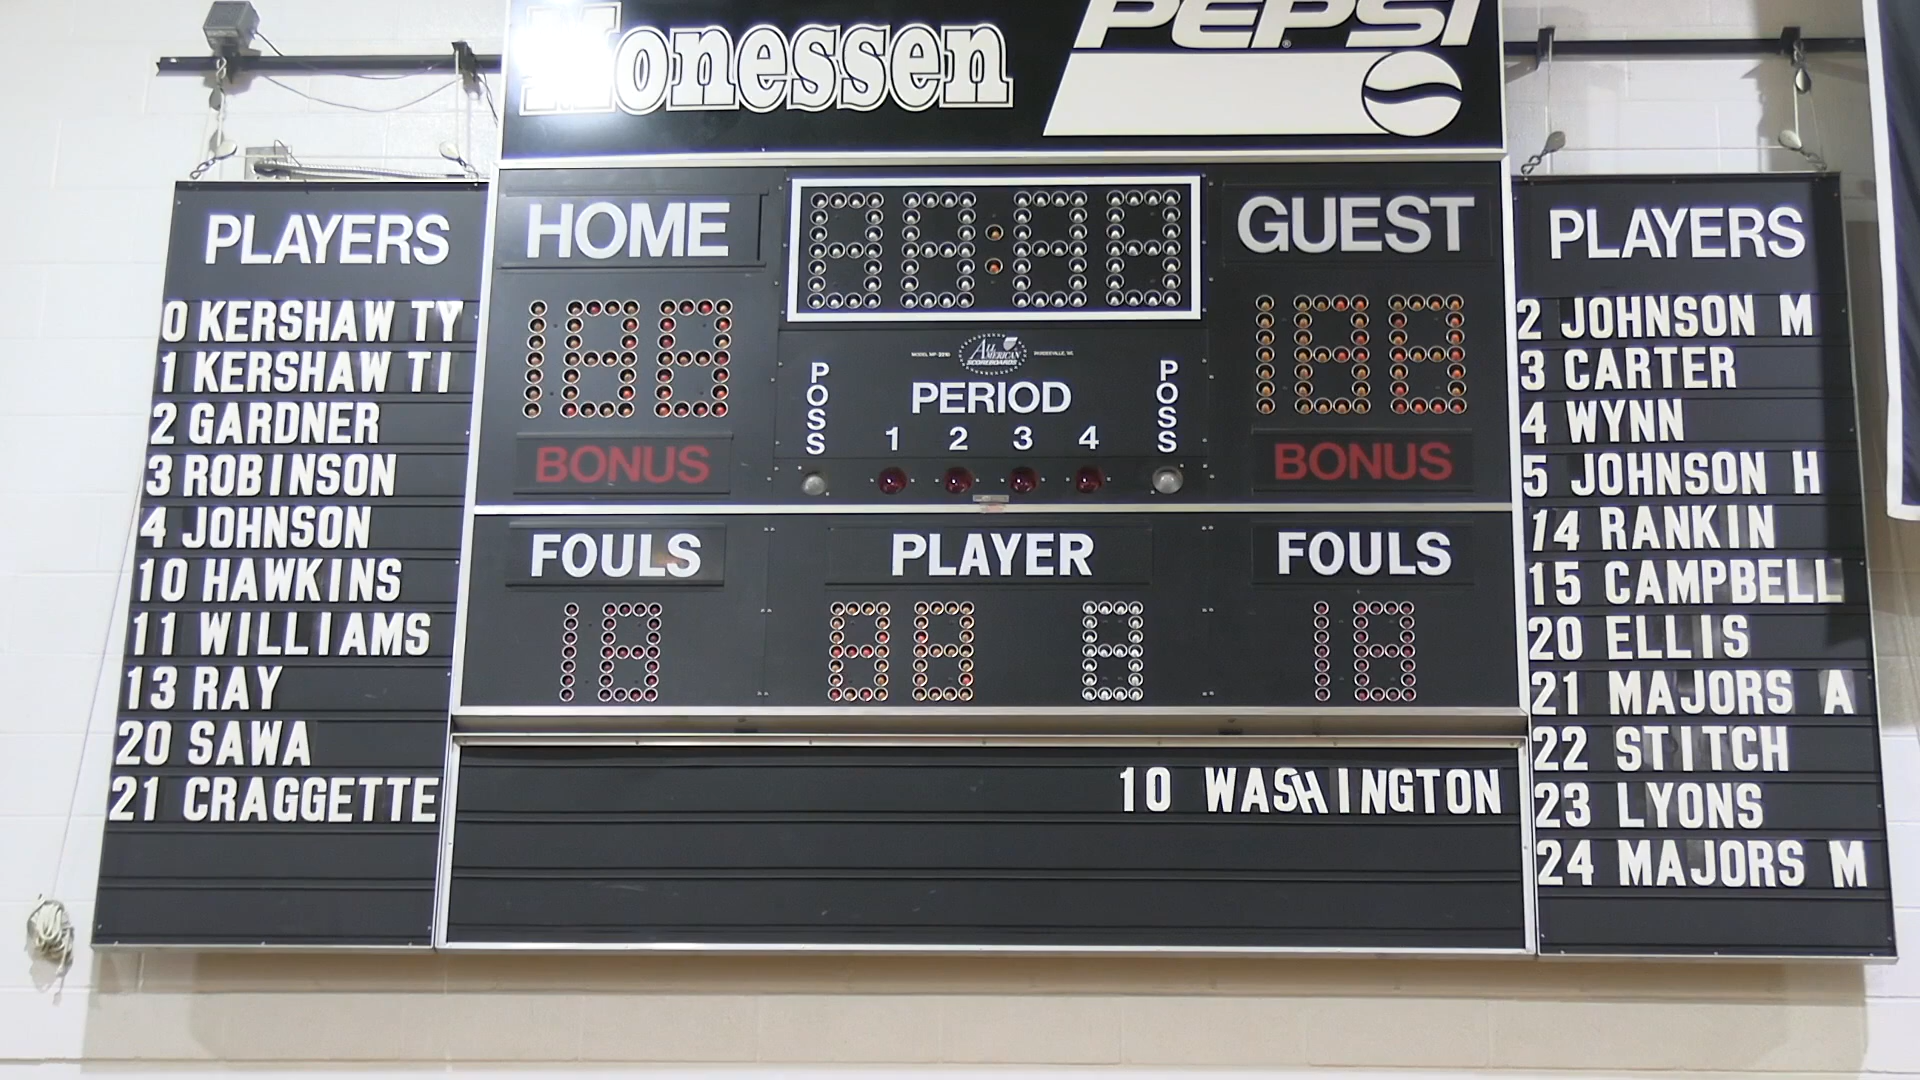 Monessen
PEPSI
PLAYERS
0 KERSHAW TY
1 KERSHAW TI
2 GARDNER
3 ROBINSON
4 JOHNSON
10 HAWKINS
11 WILLIAMS
13 RAY
20 SAWA
21 CRAGGETTE
HOME
GUEST
BONUS
ALL AMERICAN
SCOREBOARDS
POSS
PERIOD
1 2 3 4
POSS
BONUS
FOULS
PLAYER
FOULS
10 WASHINGTON
PLAYERS
2 JOHNSON M
3 CARTER
4 WYNN
5 JOHNSON H
14 RANKIN
15 CAMPBELL
20 ELLIS
21 MAJORS A
22 STITCH
23 LYONS
24 MAJORS M